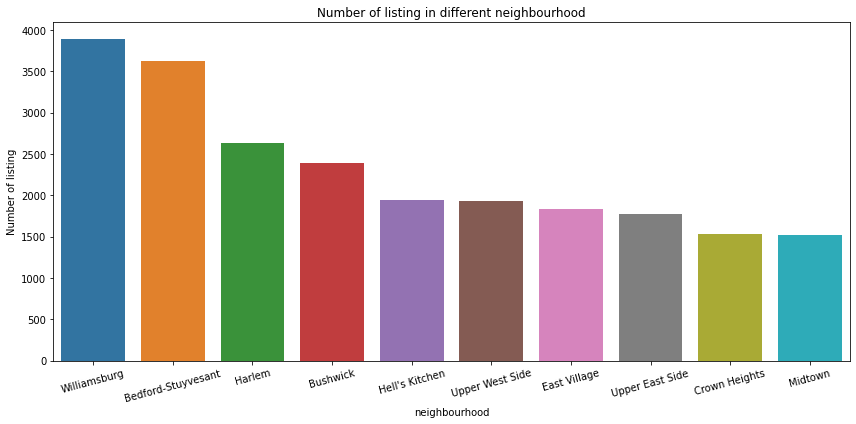 Number of listing in different neighbourhood
Number of listing
4000
3500
3000
2500
2000
1500
1000
500
0
Williamsburg
Bedford-Stuyvesant
Harlem
Bushwick
Hell's Kitchen
Upper West Side
East Village
Upper East Side
Crown Heights
Midtown
neighbourhood